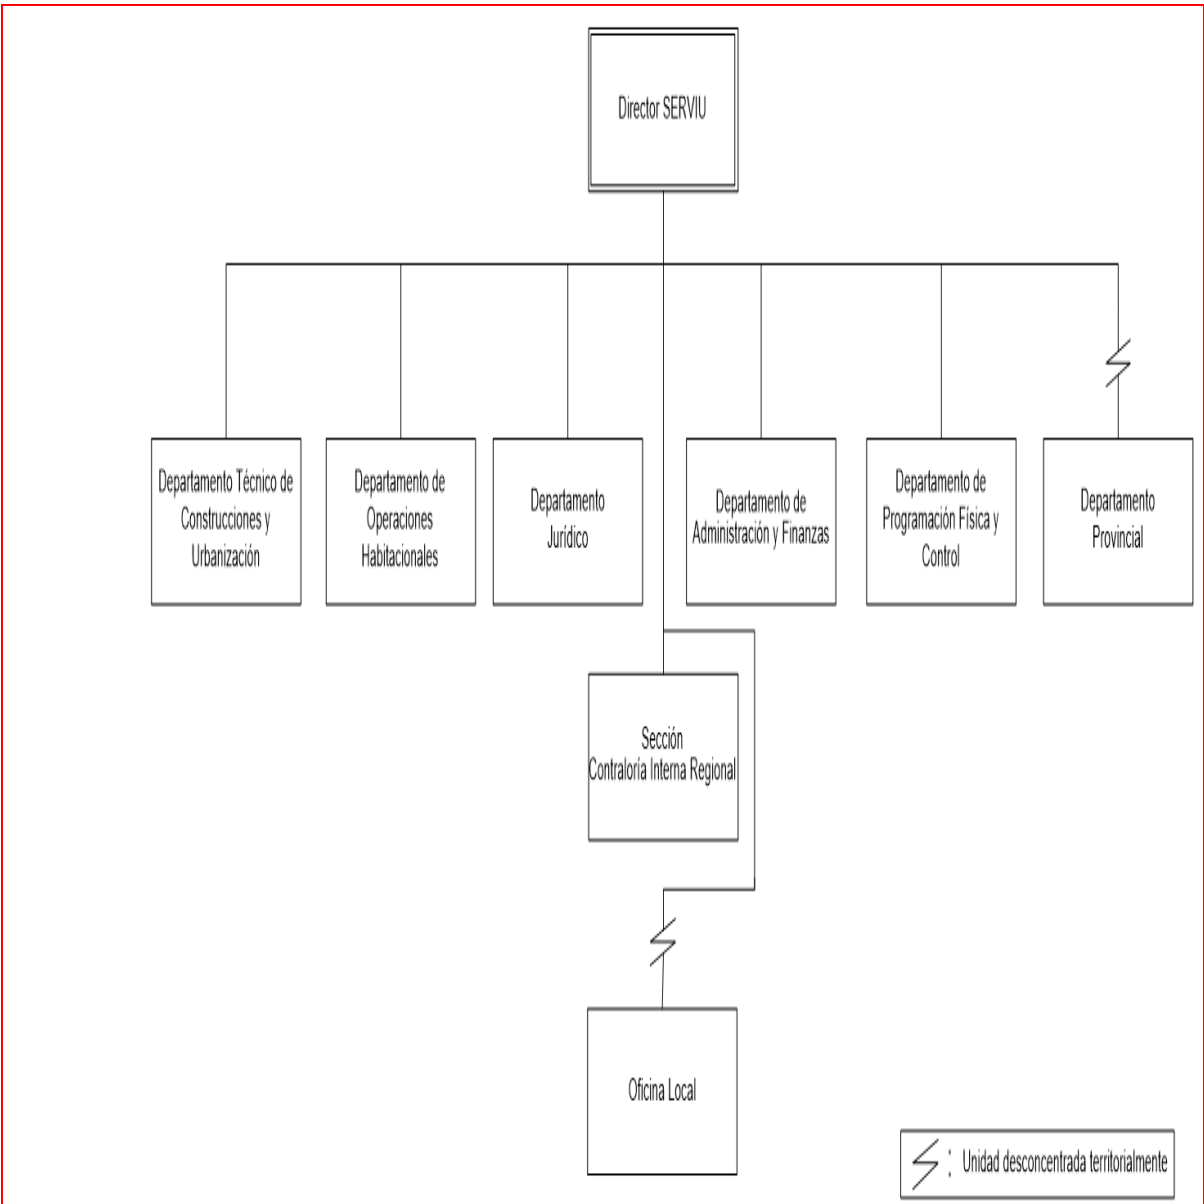 Director SERVIU
Departamento Técnico de
Construcciones y
Urbanización
Departamento de
Operaciones
Habitacionales
Departamento
Jurídico
Departamento de
Administración y Finanzas
Departamento de
Programación Física y
Control
Departamento
Provincial
Sección
Contraloría Interna Regional
Oficina Local
: Unidad desconcentrada territorialmente